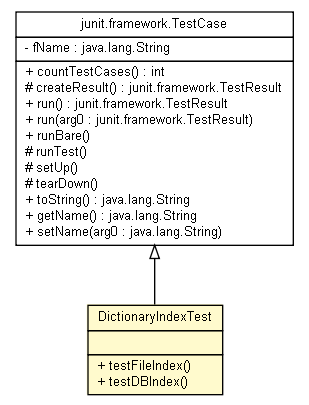 junit.framework.TestCase
- fName : java.lang.String
+ countTestCases() : int
# createResult() : junit.framework.TestResult
+ run() : junit.framework.TestResult
+ run(arg0 : junit.framework.TestResult)
+ runBare()
# runTest()
# setUp()
# tearDown()
+ toString() : java.lang.String
+ getName() : java.lang.String
+ setName(arg0 : java.lang.String)
DictionaryIndexTest
+ testFileIndex()
+ testDBIndex()